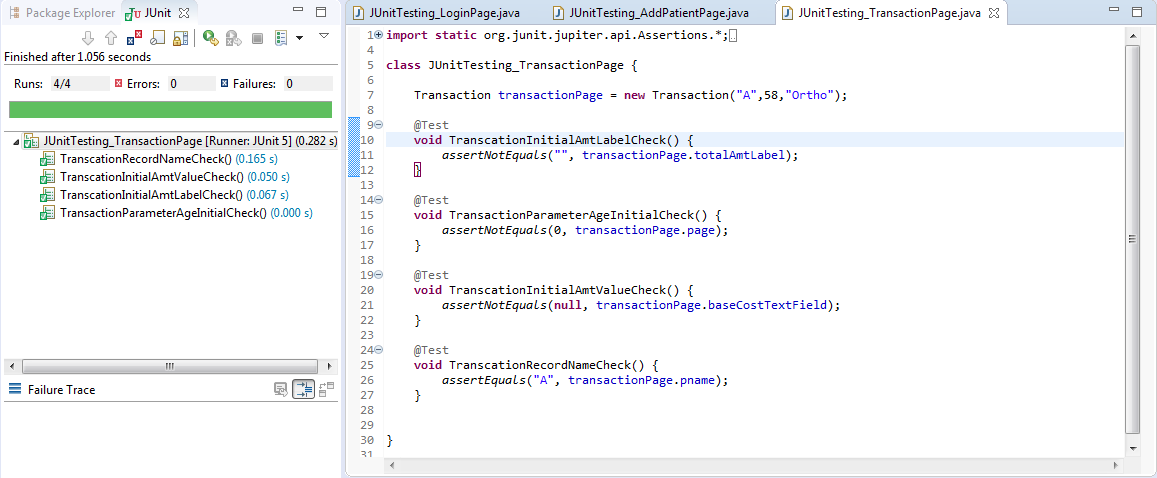 Package Explorer JUnit
Finished after 1.056 seconds
Runs: 4/4 Errors: 0 Failures: 0
JUnitTesting_TransactionPage [Runner: JUnit 5] (0.282 s)
TranscationRecordNameCheck() (0.165 s)
TransactionInitialAmtValueCheck() (0.050 s)
TranscationInitialAmtLabelCheck() (0.067 s)
TransactionParameterAgeInitialCheck() (0.000 s)
Failure Trace
JUnitTesting_LoginPage.java JUnitTesting_AddPatientPage.java JUnitTesting_TransactionPage.java
1 import static org.junit.jupiter.api.Assertions.*;
4
5 class JUnitTesting_TransactionPage {
6
7 Transaction transactionPage = new Transaction("A",58,"Ortho");
8
9 @Test
10 void TranscationInitialAmtLabelCheck() {
11 assertNotEquals("", transactionPage.totalAmtLabel);
12 }
13
14 @Test
15 void TransactionParameterAgeInitialCheck() {
16 assertNotEquals(0, transactionPage.page);
17 }
18
19 @Test
20 void TransactionInitialAmtValueCheck() {
21 assertNotEquals(null, transactionPage.baseCostTextField);
22 }
23
24 @Test
25 void TranscationRecordNameCheck() {
26 assertEquals("A", transactionPage.pname);
27 }
28
29
30 }
31